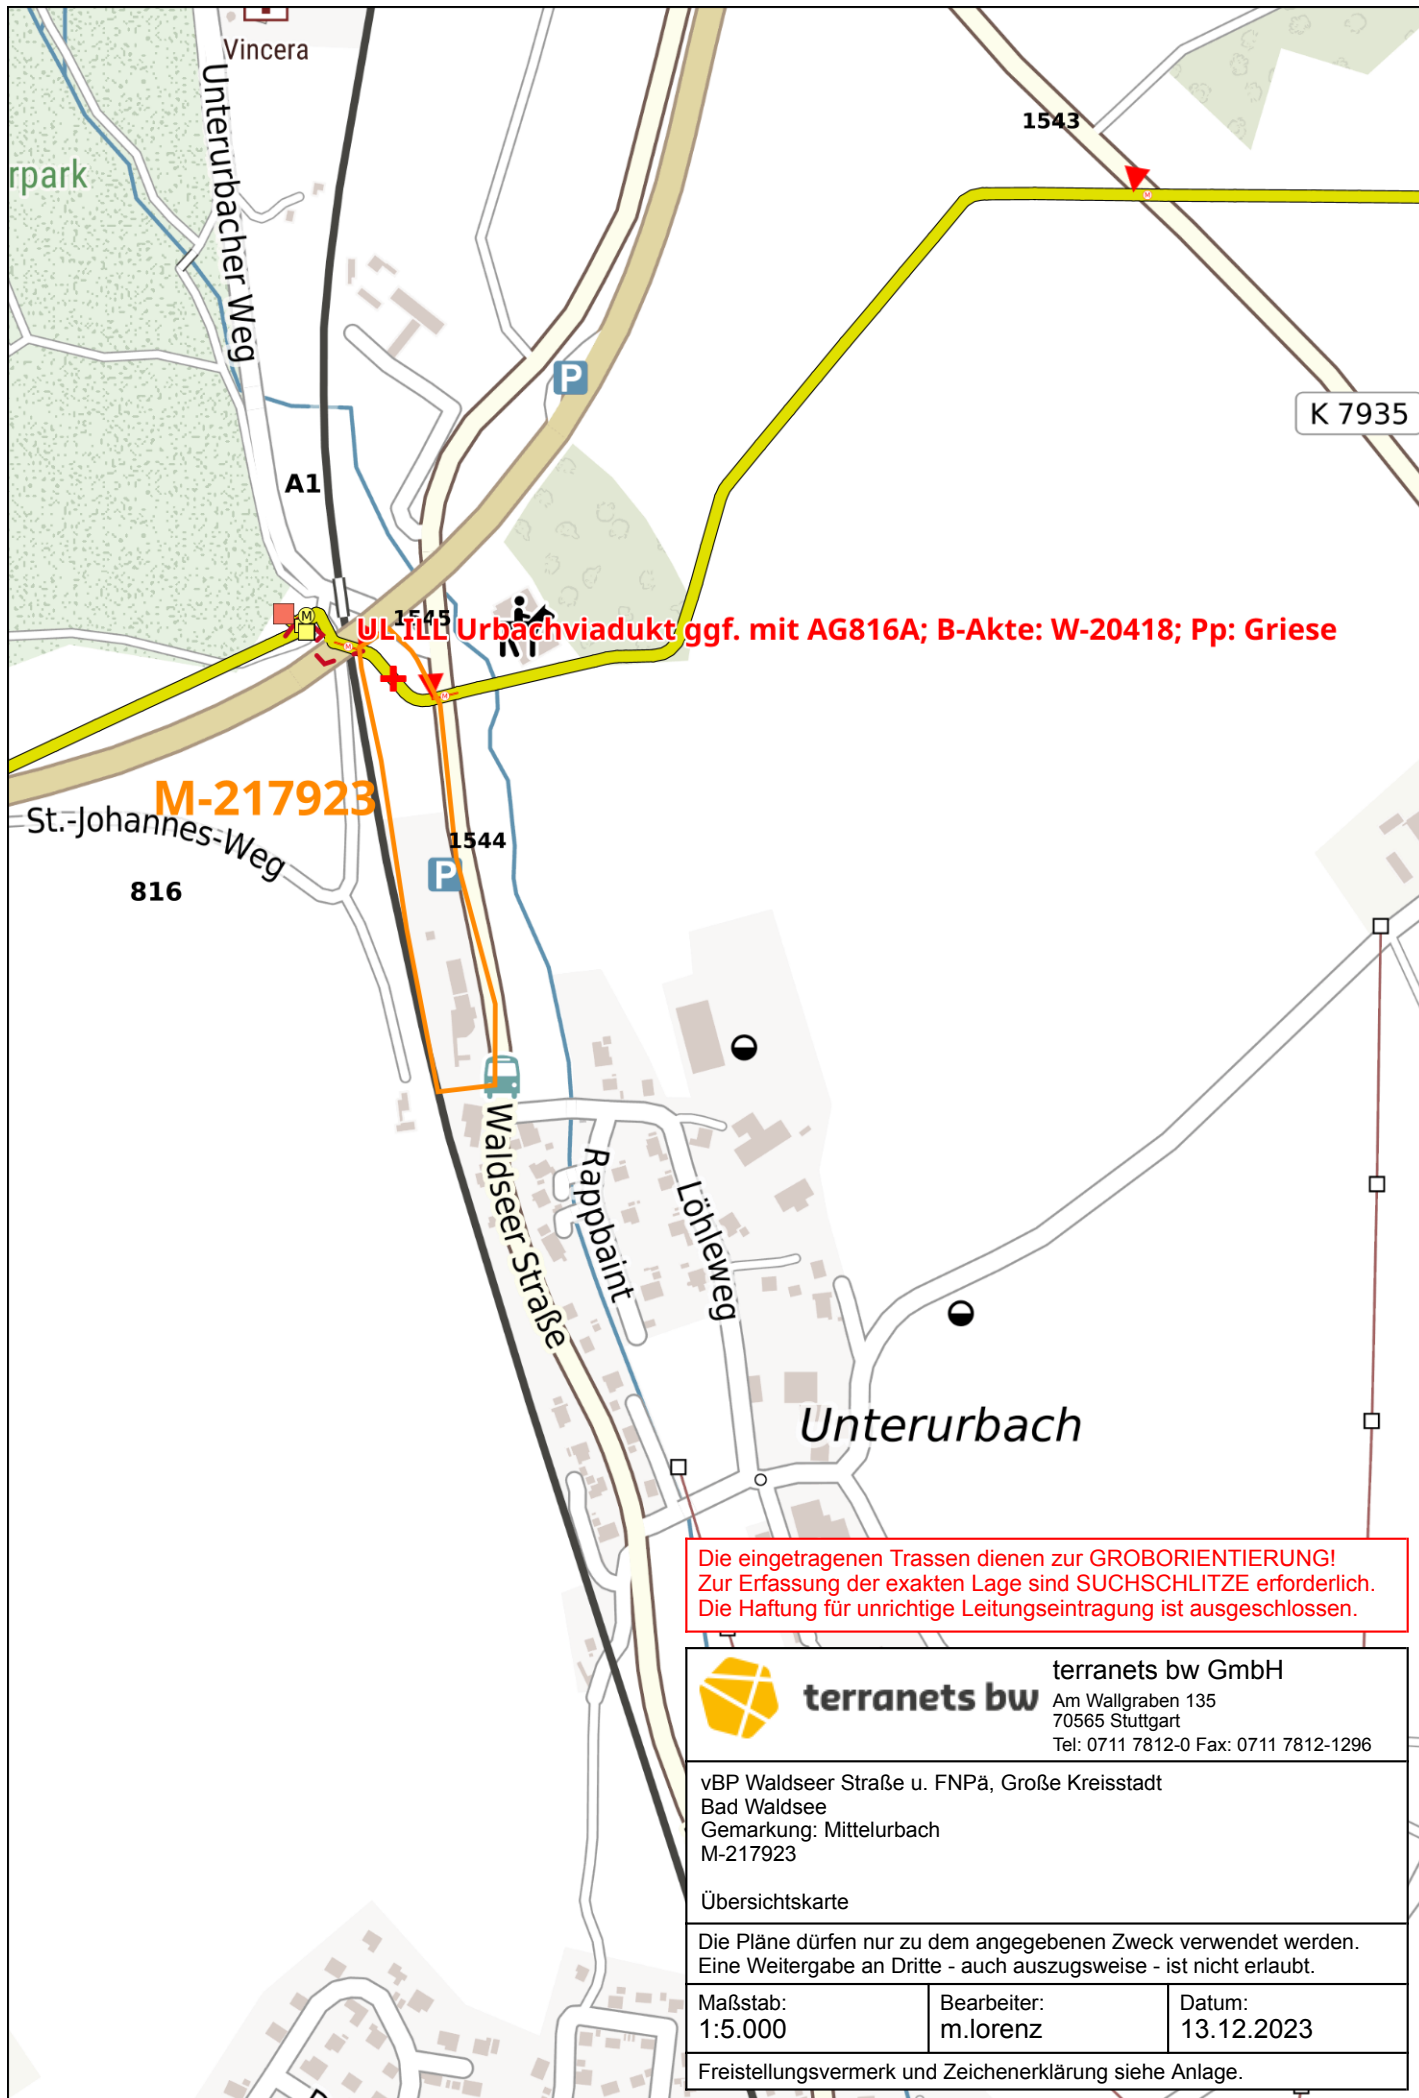 Vincera
Unterurbacher Weg
rpark
1543
K 7935
P
A1
1545
M
UL ILL Urbachviadukt ggf. mit AG816A; B-Akte: W-20418; Pp: Griese
M-217923
St.-Johannes-Weg
1544
P
816
Waldseer Straße
Rappbaint
Löhleweg
Unterurbach
Die eingetragenen Trassen dienen zur GROBORIENTIERUNG!
Zur Erfassung der exakten Lage sind SUCHSCHLITZE erforderlich.
Die Haftung für unrichtige Leitungseintragung ist ausgeschlossen.
terranets bw
terranets bw GmbH
Am Wallgraben 135
70565 Stuttgart
Tel: 0711 7812-0 Fax: 0711 7812-1296
vBP Waldseer Straße u. FNPä, Große Kreisstadt
Bad Waldsee
Gemarkung: Mittelurbach
M-217923
Übersichtskarte
Die Pläne dürfen nur zu dem angegebenen Zweck verwendet werden.
Eine Weitergabe an Dritte - auch auszugsweise - ist nicht erlaubt.
Maßstab:
1:5.000
Bearbeiter:
m.lorenz
Datum:
13.12.2023
Freistellungsvermerk und Zeichenerklärung siehe Anlage.